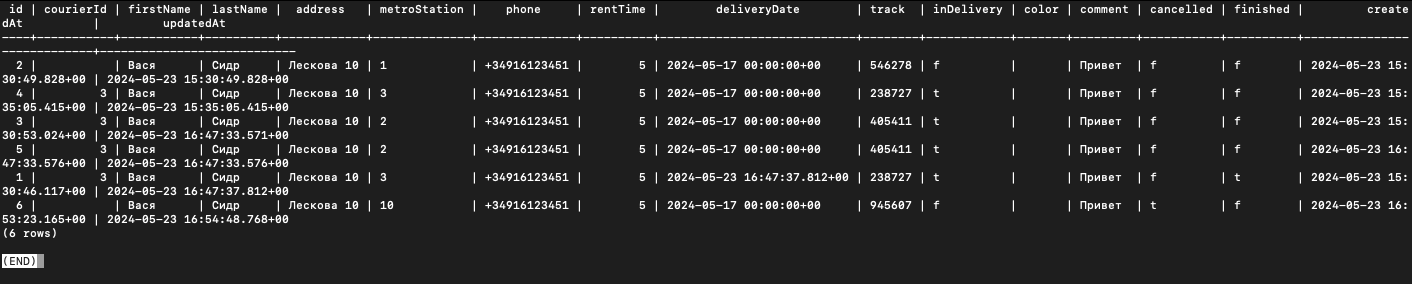 id | courierId | firstName | lastName |   address   | metroStation |    phone     | rentTime |        deliveryDate        | track  | inDelivery | color | comment | cancelled | finished |         create
dAt         |         updatedAt
----+-----------+-----------+----------+-------------+--------------+--------------+----------+----------------------------+--------+------------+-------+---------+-----------+----------+---------------
-------------+----------------------------
2 |           | Вася      | Сидр     | Лескова 10 | 1            | +34916123451 |        5 | 2024-05-17 00:00:00+00     | 546278 | f          |       | Привет  | f         | f        | 2024-05-23 15:
30:49.828+00 | 2024-05-23 15:30:49.828+00
4 |         3 | Вася      | Сидр     | Лескова 10 | 3            | +34916123451 |        5 | 2024-05-17 00:00:00+00     | 238727 | t          |       | Привет  | f         | f        | 2024-05-23 15:
35:05.415+00 | 2024-05-23 15:35:05.415+00
3 |         3 | Вася      | Сидр     | Лескова 10 | 2            | +34916123451 |        5 | 2024-05-17 00:00:00+00     | 405411 | t          |       | Привет  | f         | f        | 2024-05-23 15:
30:53.024+00 | 2024-05-23 16:47:33.571+00
5 |         3 | Вася      | Сидр     | Лескова 10 | 2            | +34916123451 |        5 | 2024-05-17 00:00:00+00     | 405411 | t          |       | Привет  | f         | f        | 2024-05-23 16:
47:33.576+00 | 2024-05-23 16:47:33.576+00
1 |         3 | Вася      | Сидр     | Лескова 10 | 3            | +34916123451 |        5 | 2024-05-23 16:47:37.812+00 | 238727 | t          |       | Привет  | f         | t        | 2024-05-23 15:
30:46.117+00 | 2024-05-23 16:47:37.812+00
6 |           | Вася      | Сидр     | Лескова 10 | 10           | +34916123451 |        5 | 2024-05-17 00:00:00+00     | 945607 | f          |       | Привет  | t         | f        | 2024-05-23 16:
53:23.165+00 | 2024-05-23 16:54:48.768+00
(6 rows)
(END)